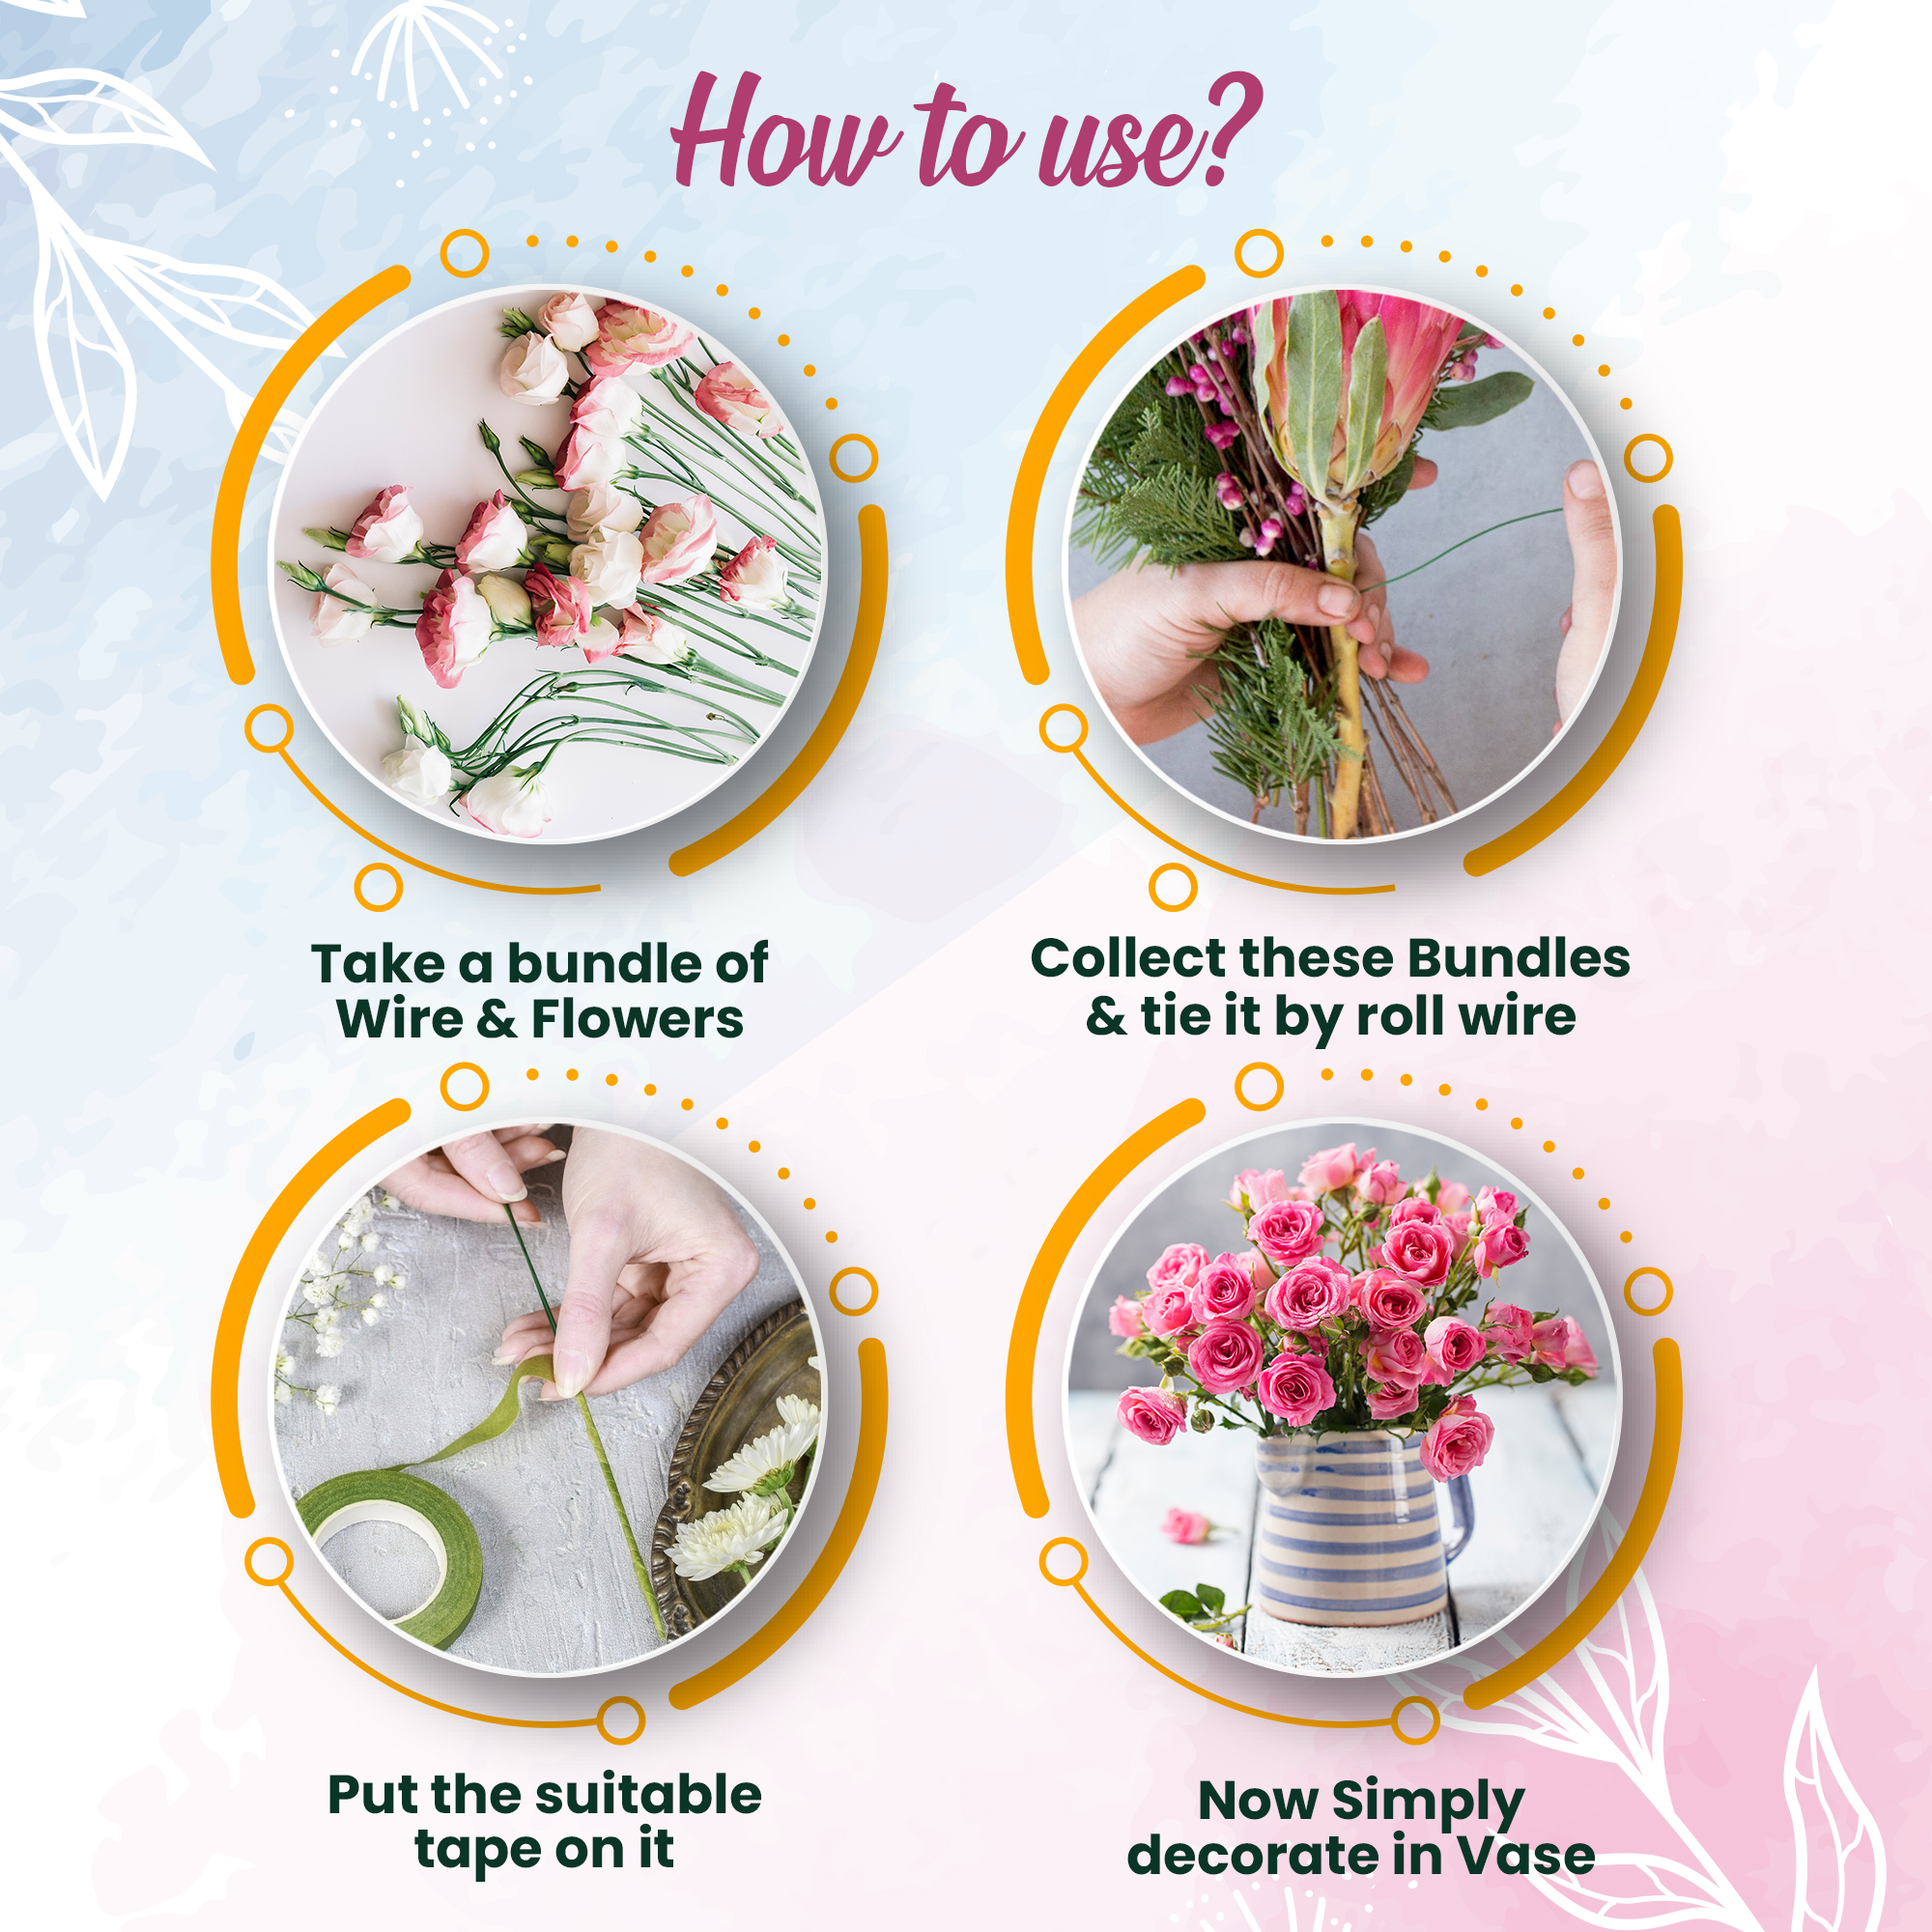 How to use?
Take a bundle of
Wire & Flowers
Collect these Bundles
& tie it by roll wire
Put the suitable
tape on it
Now Simply
decorate in Vase